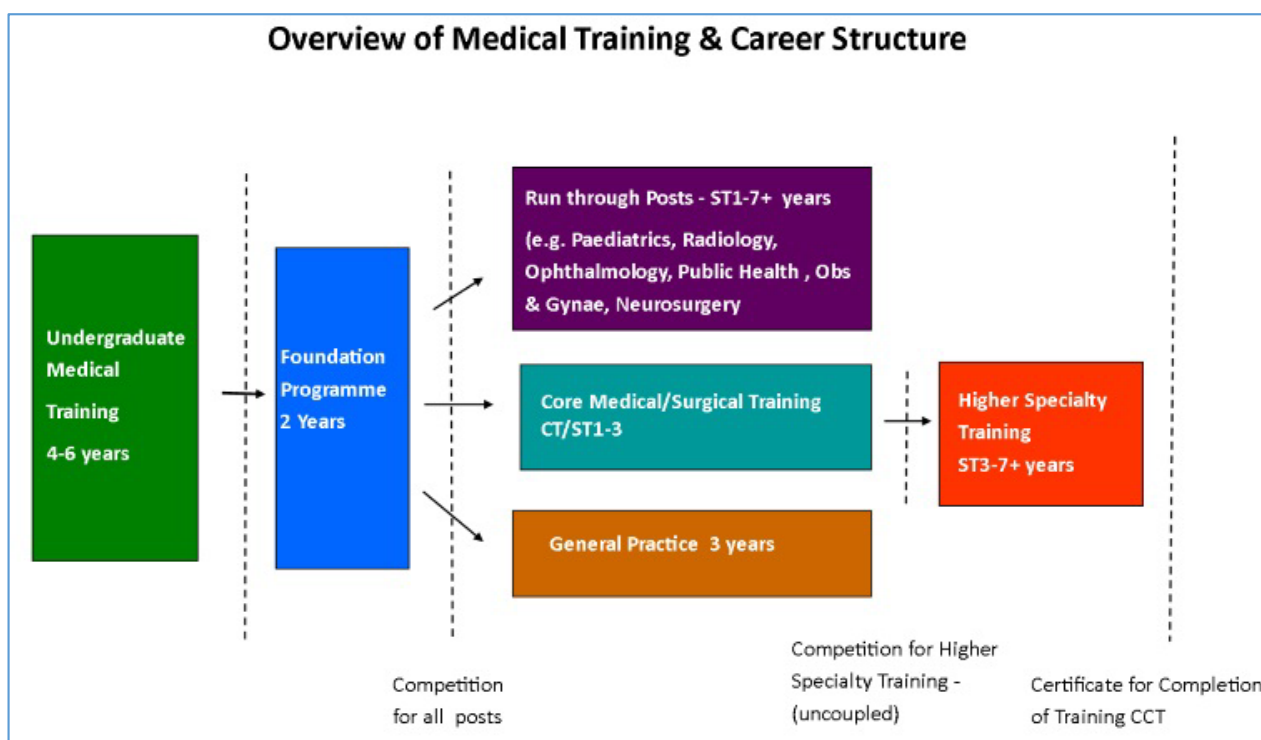 Overview of Medical Training & Career Structure
Undergraduate
Medical
Training
4-6 years
Foundation
Programme
2 Years
Run through Posts - ST1-7+ years
(e.g. Paediatrics, Radiology,
Ophthalmology, Public Health , Obs
& Gynae, Neurosurgery
Core Medical/Surgical Training
CT/ST1-3
General Practice 3 years
Higher Specialty
Training
ST3-7+ years
Competition
for all posts
Competition for Higher
Specialty Training -
(uncoupled)
Certificate for Completion
of Training CCT